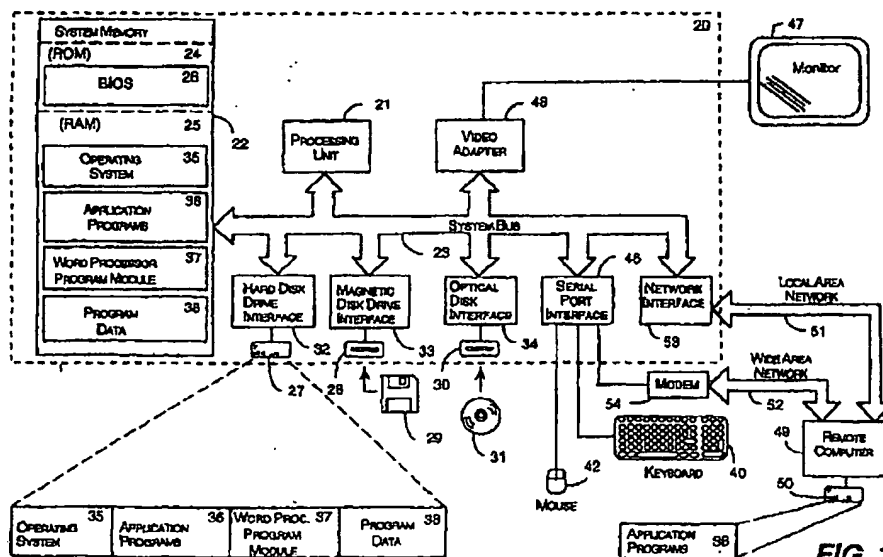 SYSTEM MEMORY
(ROM) 24
BIOS 26
(RAM) 25
22
OPERATING SYSTEM 35
APPLICATION PROGRAMS 36
WORD PROCESSOR PROGRAM MODULE 37
PROGRAM DATA 38
20
21
PROCESSING UNIT
48
VIDEO ADAPTER
47
Monitor
SYSTEM BUS
23
HARD DISK DRIVE INTERFACE
32
MAGNETIC DISK DRIVE INTERFACE
33
OPTICAL DISK INTERFACE
34
46
SERIAL PORT INTERFACE
NETWORK INTERFACE
53
LOCAL AREA NETWORK
51
27
28
29
30
31
WIDE AREA NETWORK
52
MODEM
54
42
MOUSE
KEYBOARD
40
49
REMOTE COMPUTER
50
OPERATING SYSTEM 35
APPLICATION PROGRAMS 36
WORD PROC. PROGRAM MODULE 37
PROGRAM DATA 38
APPLICATION PROGRAMS 36
FIG.